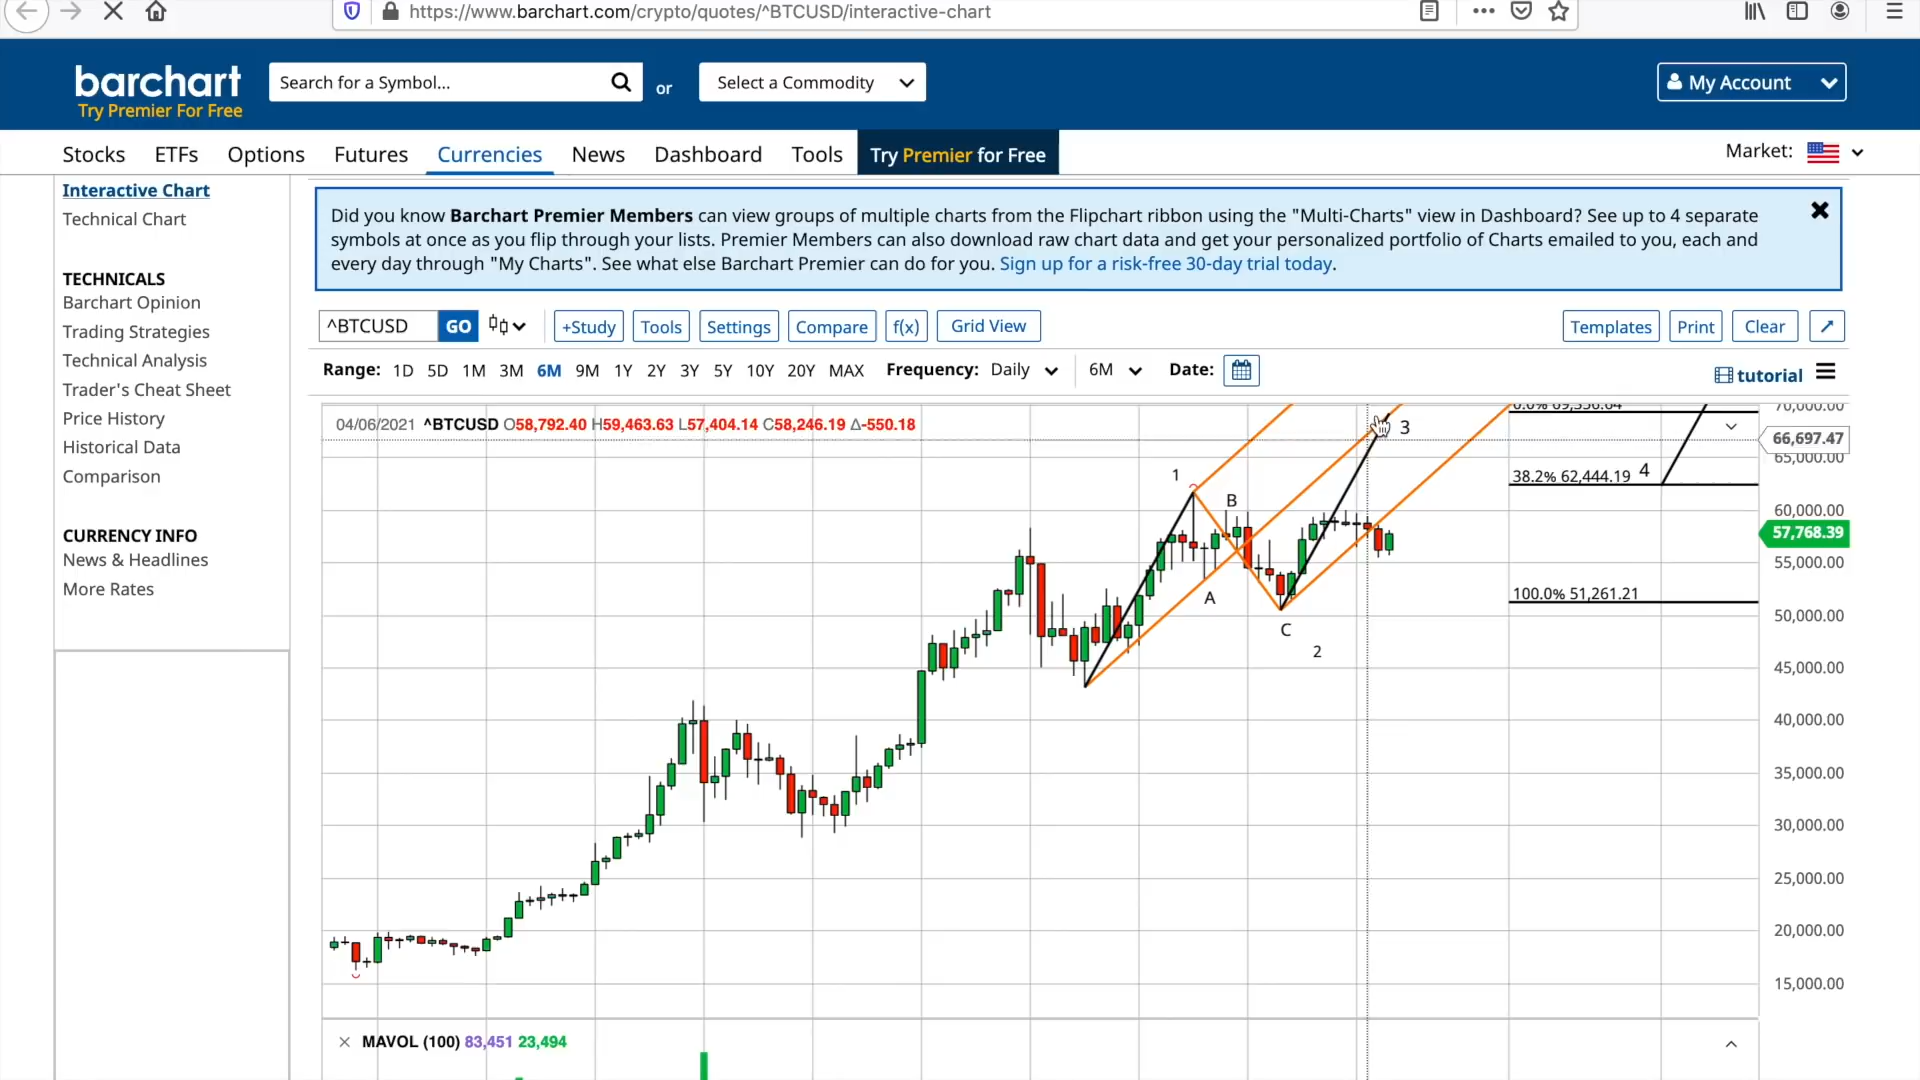 https://www.barchart.com/crypto/quotes/^BTCUSD/interactive-chart
barchart
Try Premier For Free
Search for a Symbol...
or
Select a Commodity
My Account
Stocks ETFs Options Futures Currencies News Dashboard Tools Try Premier for Free
Market:
Interactive Chart
Technical Chart
TECHNICALS
Barchart Opinion
Trading Strategies
Technical Analysis
Trader's Cheat Sheet
Price History
Historical Data
Comparison
CURRENCY INFO
News & Headlines
More Rates
Did you know Barchart Premier Members can view groups of multiple charts from the Flipchart ribbon using the "Multi-Charts" view in Dashboard? See up to 4 separate
symbols at once as you flip through your lists. Premier Members can also download raw chart data and get your personalized portfolio of Charts emailed to you, each and
every day through "My Charts". See what else Barchart Premier can do for you. Sign up for a risk-free 30-day trial today.
^BTCUSD GO +Study Tools Settings Compare f(x) Grid View Templates Print Clear
Range: 1D 5D 1M 3M 6M 9M 1Y 2Y 3Y 5Y 10Y 20Y MAX Frequency: Daily 6M Date:
tutorial
04/06/2021 ^BTCUSD O58,792.40 H59,463.63 L57,404.14 C58,246.19 Δ-550.18
70,000.00
66,697.47
65,000.00
60,000.00
57,768.39
55,000.00
50,000.00
45,000.00
40,000.00
35,000.00
30,000.00
25,000.00
20,000.00
15,000.00
38.2% 62,444.19
100.0% 51,261.21
1
B
A
C
2
3
4
MAVOL (100) 83,451 23,494